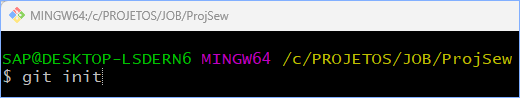 MINGW64:/c/PROJETOS/JOB/ProjSew
SAP@DESKTOP-LSDERN6 MINGW64 /c/PROJETOS/JOB/ProjSew
$ git init